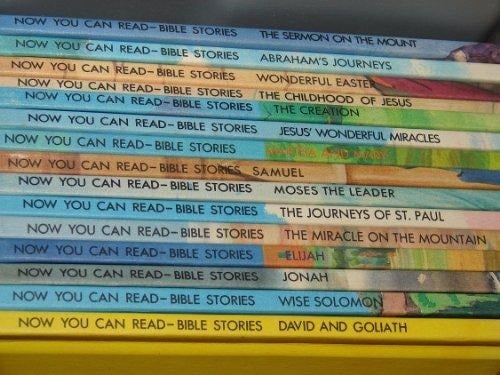 NOW YOU CAN READ—BIBLE STORIES THE SERMON ON THE MOUNT
NOW YOU CAN READ—BIBLE STORIES ABRAHAM'S JOURNEYS
NOW YOU CAN READ—BIBLE STORIES WONDERFUL EASTER
NOW YOU CAN READ—BIBLE STORIES THE CHILDHOOD OF JESUS
NOW YOU CAN READ—BIBLE STORIES THE CREATION
NOW YOU CAN READ—BIBLE STORIES JESUS' WONDERFUL MIRACLES
NOW YOU CAN READ—BIBLE STORIES MARTHA AND MARY
NOW YOU CAN READ—BIBLE STORIES SAMUEL
NOW YOU CAN READ—BIBLE STORIES MOSES THE LEADER
NOW YOU CAN READ—BIBLE STORIES THE JOURNEYS OF ST. PAUL
NOW YOU CAN READ—BIBLE STORIES THE MIRACLE ON THE MOUNTAIN
NOW YOU CAN READ—BIBLE STORIES ELIJAH
NOW YOU CAN READ—BIBLE STORIES JONAH
NOW YOU CAN READ—BIBLE STORIES WISE SOLOMON
NOW YOU CAN READ—BIBLE STORIES DAVID AND GOLIATH